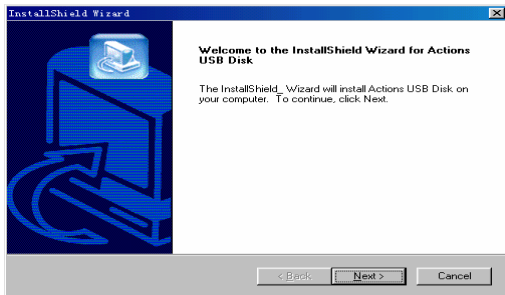 InstallShield Wizard
Welcome to the InstallShield Wizard for Actions
USB Disk
The InstallShield_ Wizard will install Actions USB Disk on
your computer. To continue, click Next.
< Back
Next >
Cancel